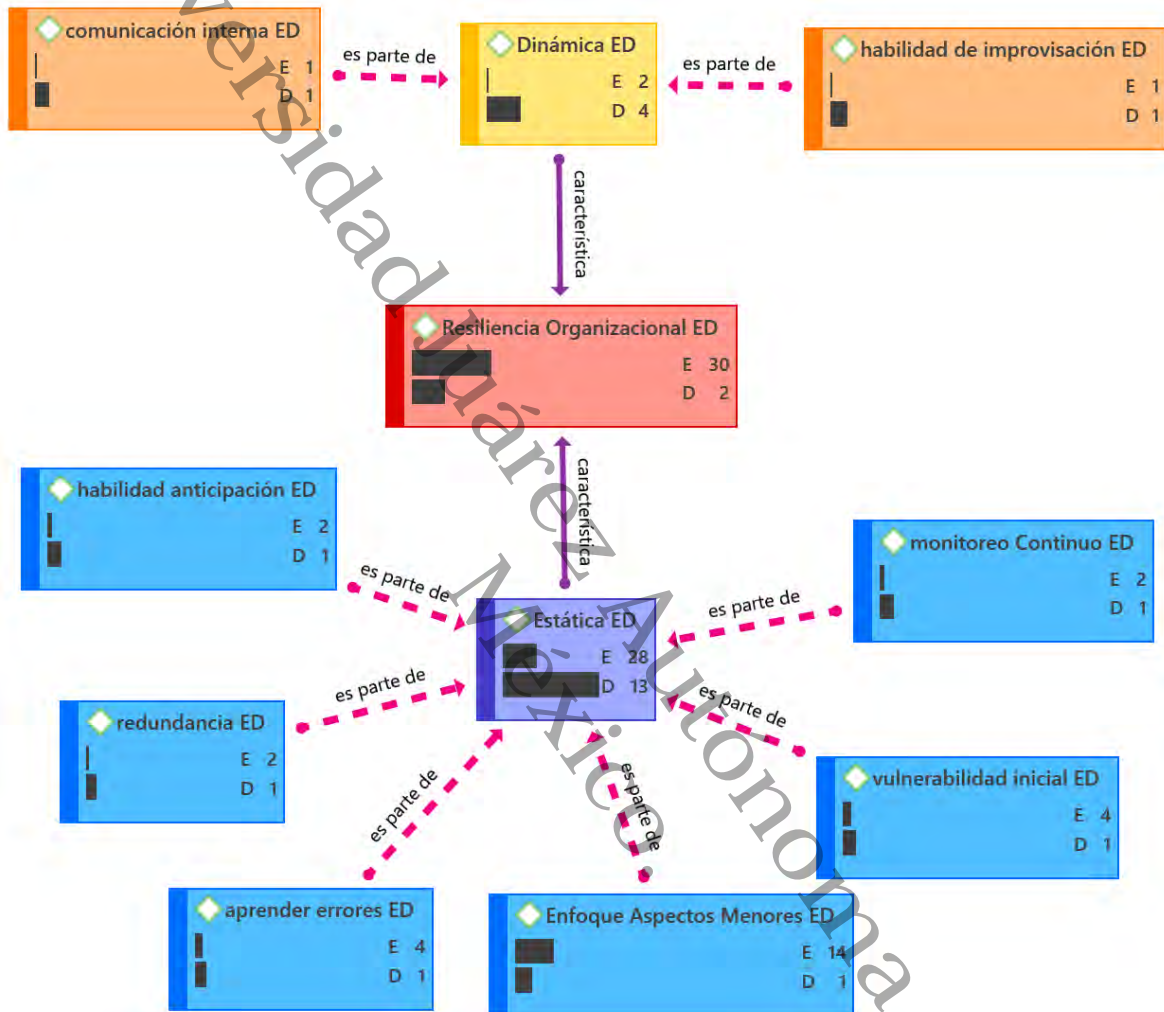 comunicación interna ED
E 1
D 1
es parte de
Dinámica ED
E 2
D 4
es parte de
habilidad de improvisación ED
E 1
D 1
característica
Resiliencia Organizacional ED
E 30
D 2
característica
habilidad anticipación ED
E 2
D 1
es parte de
monitoreo Continuo ED
E 2
D 1
es parte de
Estática ED
E 28
D 13
redundancia ED
E 2
D 1
es parte de
es parte de
vulnerabilidad inicial ED
E 4
D 1
es parte de
es parte de
aprender errores ED
E 4
D 1
Enfoque Aspectos Menores ED
E 14
D 1
versidad Juárez Autónoma
México.